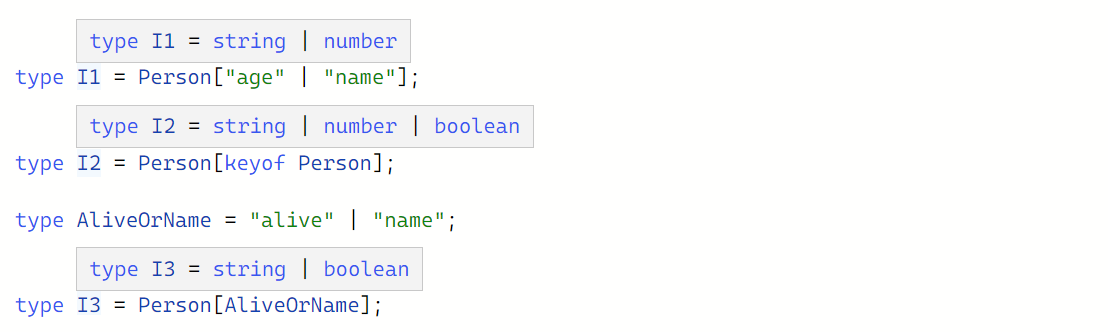 type I1 = string | number
type I1 = Person["age" | "name"];
type I2 = string | number | boolean
type I2 = Person[keyof Person];
type AliveOrName = "alive" | "name";
type I3 = string | boolean
type I3 = Person[AliveOrName];